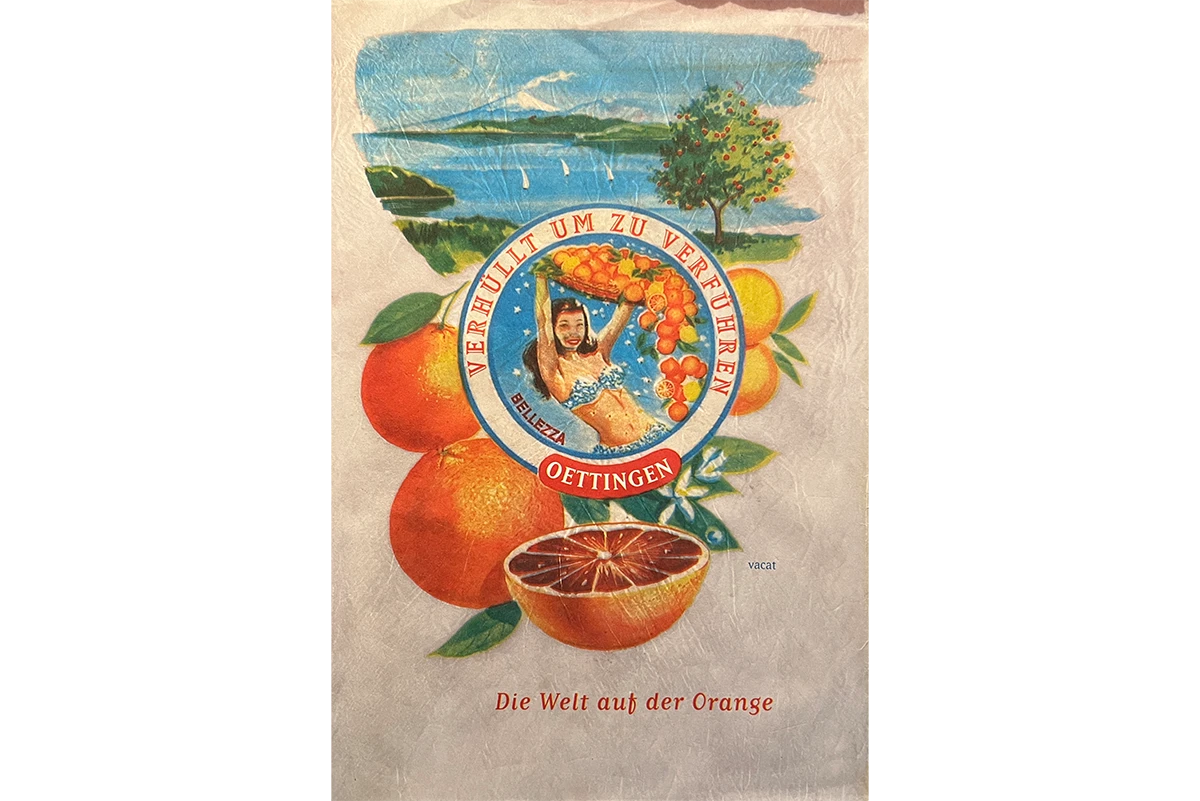 VERHÜLLT UM ZU VERFÜHREN
BELLEZZA
OETTINGEN
vacat
Die Welt auf der Orange